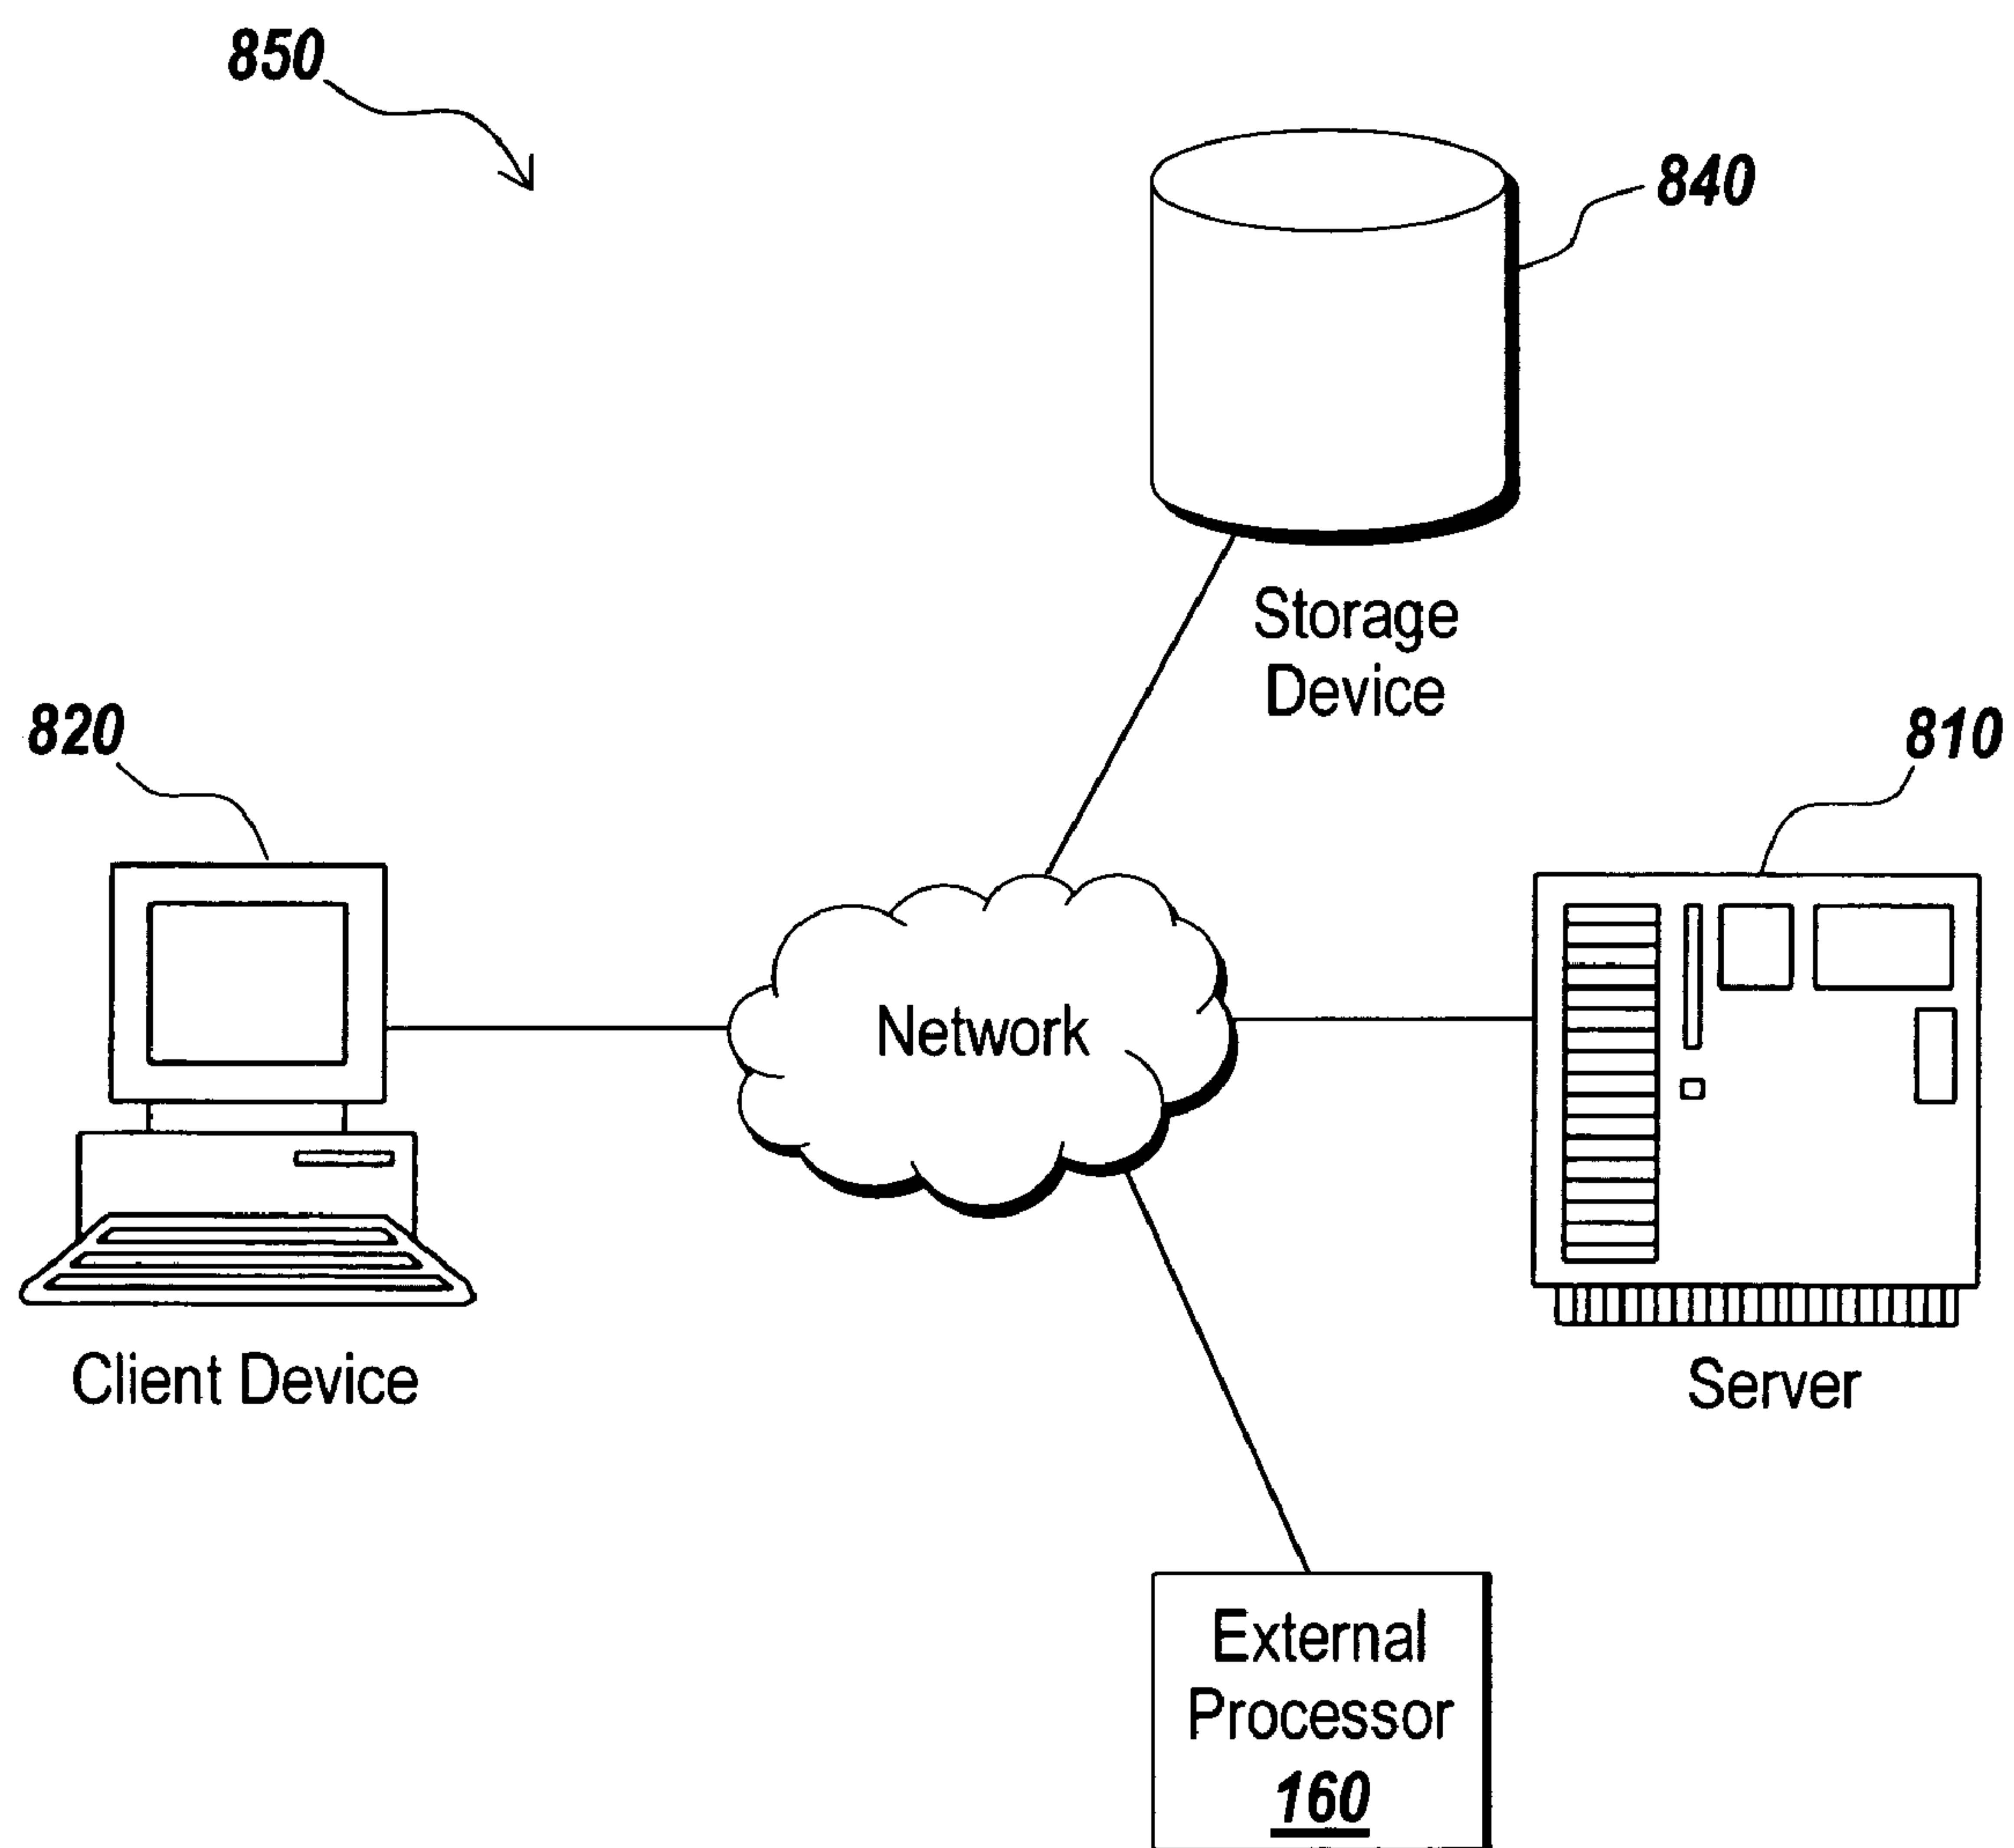 850
840
Storage
Device
820
810
Network
Client Device
Server
External
Processor
160